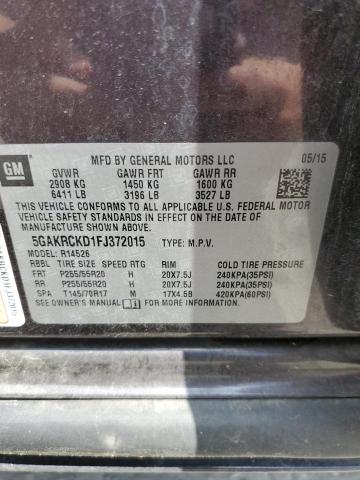 GM
MFD BY GENERAL MOTORS LLC 05/15
GVWR GAWR FRT GAWR RR
2908 KG 1450 KG 1600 KG
6411 LB 3196 LB 3527 LB
THIS VEHICLE CONFORMS TO ALL APPLICABLE U.S. FEDERAL MOTOR
VEHICLE SAFETY AND THEFT PREVENTION STANDARDS IN
EFFECT ON THE DATE OF MANUFACTURE SHOWN ABOVE.
5GAKRCKD1FJ372015 TYPE: M.P.V.
MODEL: R14526
RBBL TIRE SIZE SPEED RTG RIM COLD TIRE PRESSURE
FRT P255/55R20 H 20X7.5J 240KPA(35PSI)
RR P255/55R20 H 20X7.5J 240KPA(35PSI)
SPA T145/70R17 M 17X4.5B 420KPA(60PSI)
SEE OWNER'S MANUAL